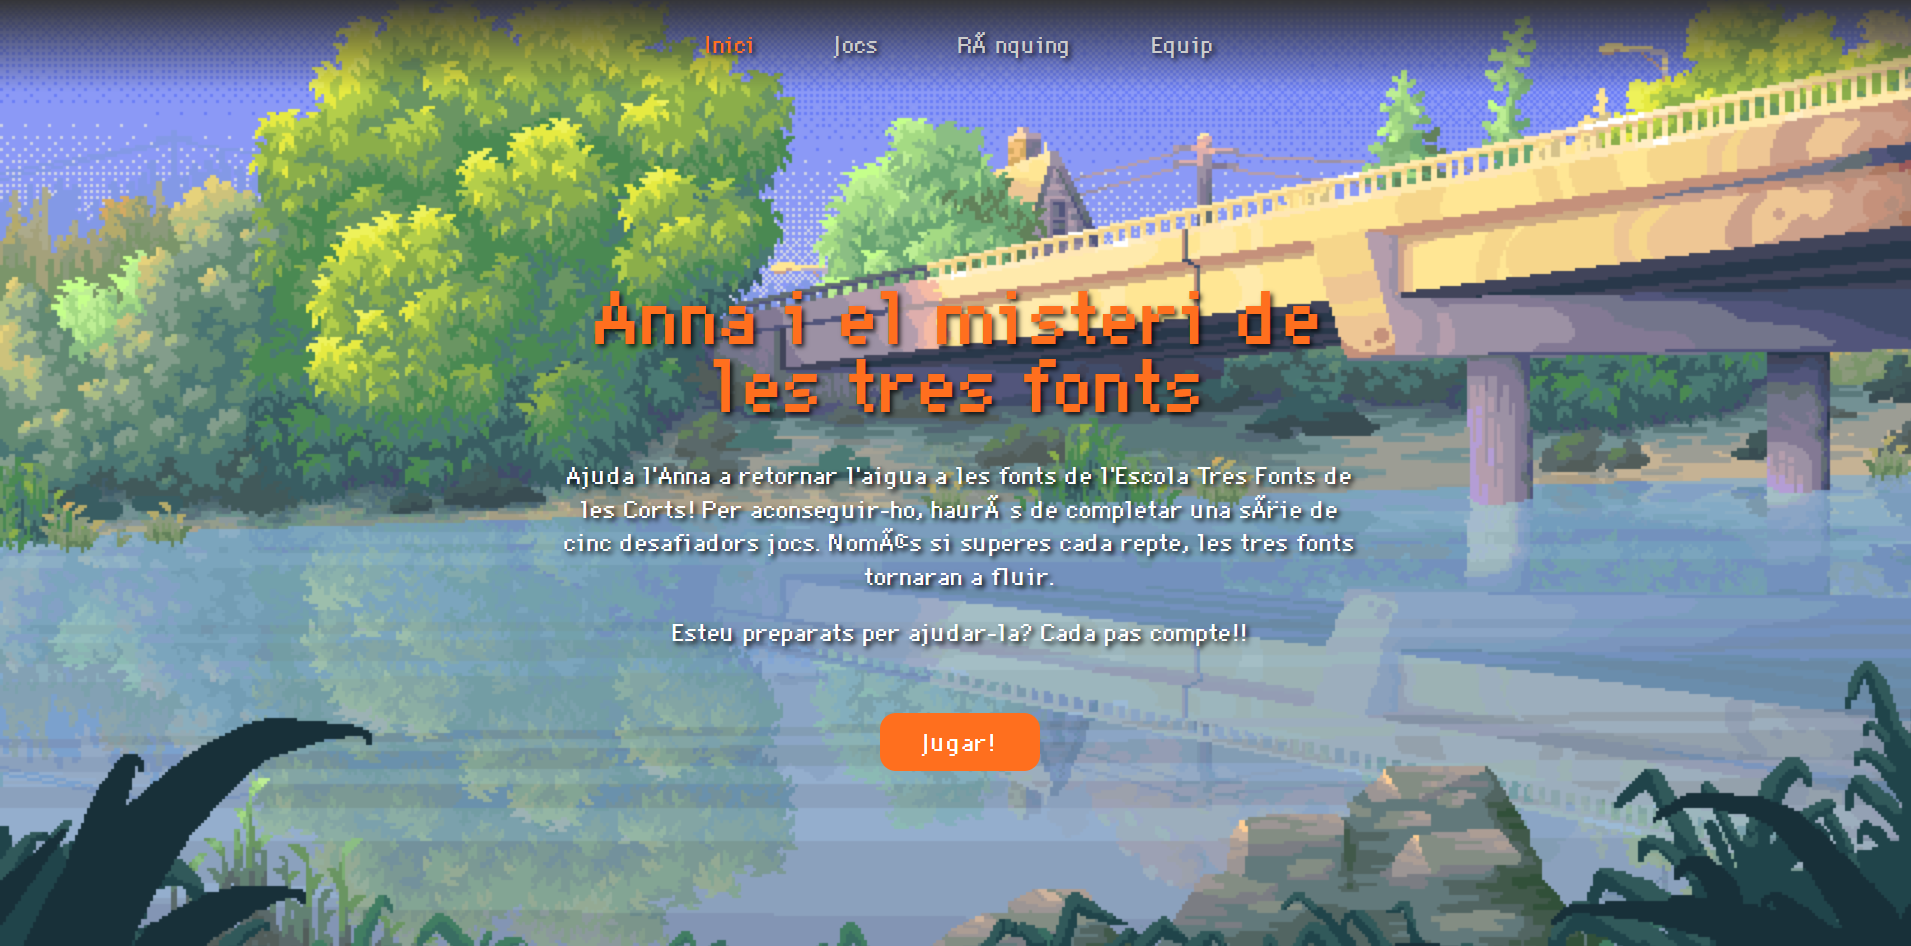 Inici Jocs RÃ nquing Equip
Anna i el misteri de
les tres fonts
Ajuda l'Anna a retornar l'aigua a les fonts de l'Escola Tres Fonts de
les Corts! Per aconseguir-ho, haurÃ s de completar una sÃ¨rie de
cinc desafiadors jocs. NomÃ©s si superes cada repte, les tres fonts
tornaran a fluir.
Esteu preparats per ajudar-la? Cada pas compte!!
Jugar!